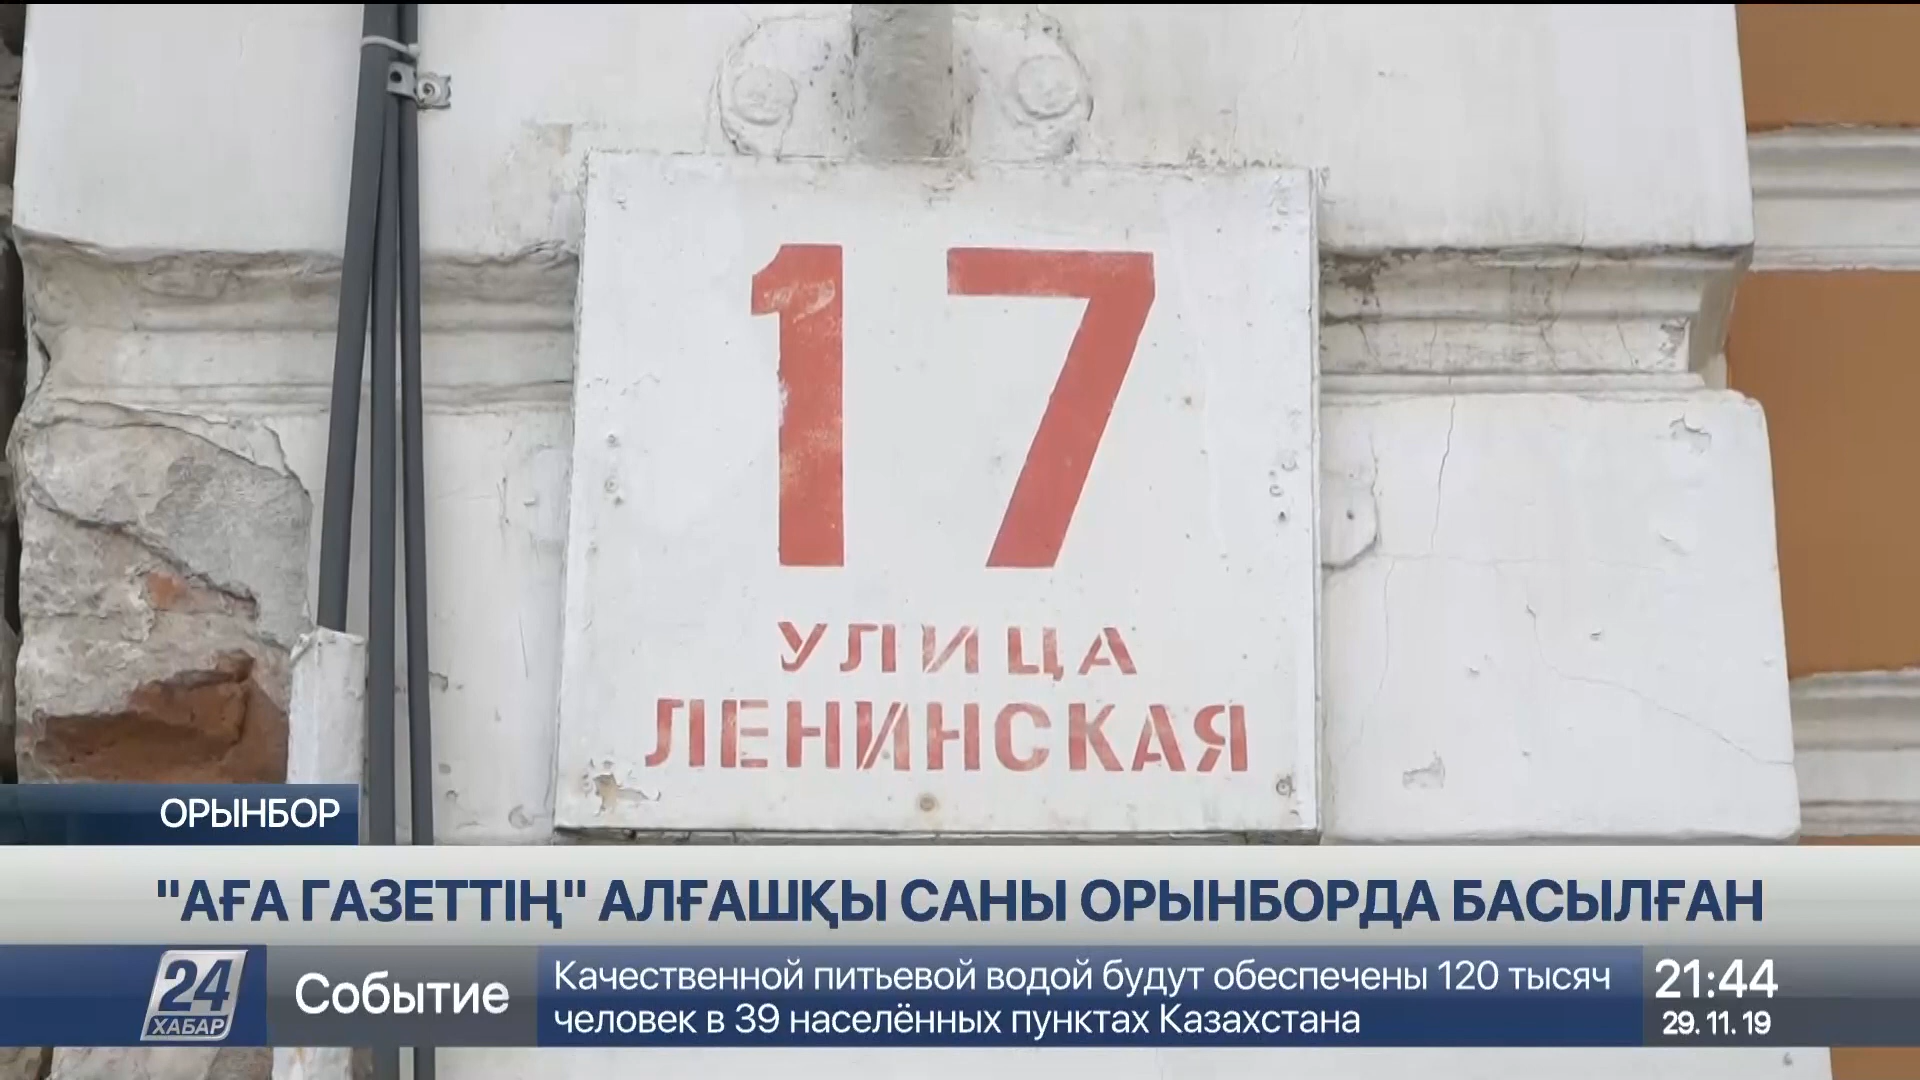 17
УЛИЦА
ЛЕНИНСКАЯ
ОРЫНБОР
"АҒА ГАЗЕТТІҢ" АЛҒАШҚЫ САНЫ ОРЫНБОРДА БАСЫЛҒАН
24
ХАБАР
Событие
Качественной питьевой водой будут обеспечены 120 тысяч
человек в 39 населённых пунктах Казахстана
21:44
29. 11. 19